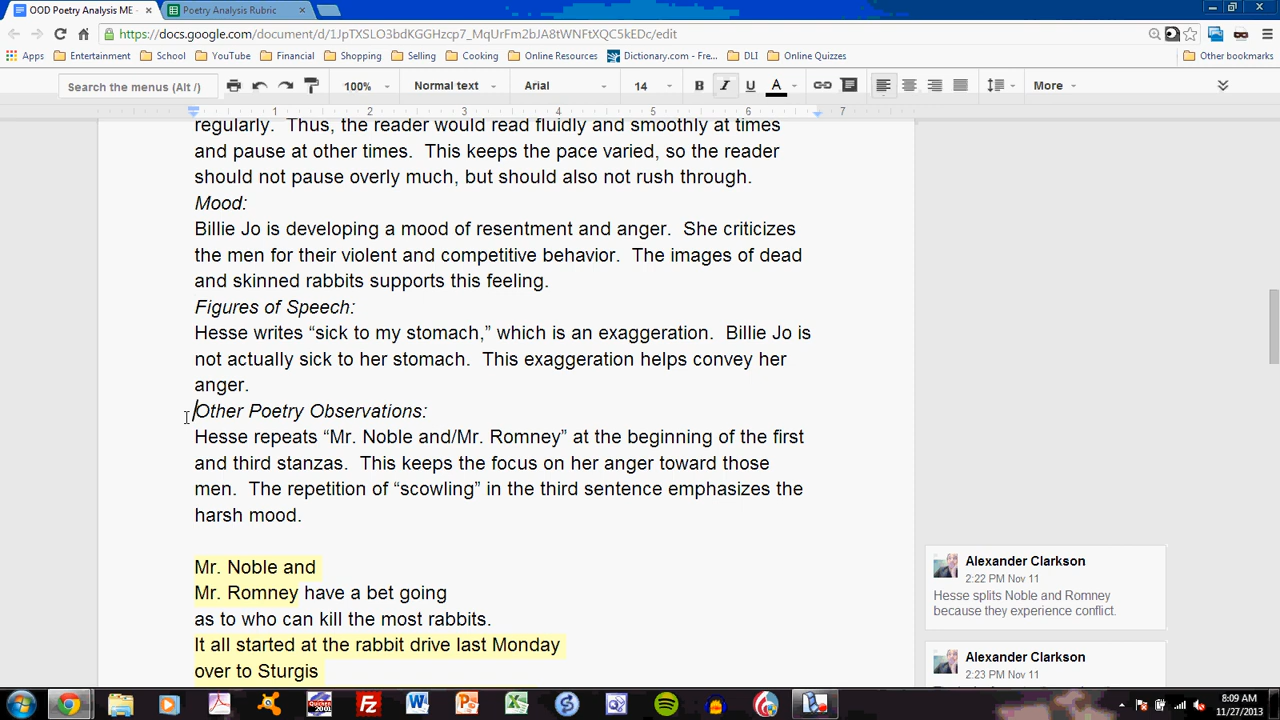 OOD Poetry Analysis ME -
Poetry Analysis Rubric
https://docs.google.com/document/d/1JpTXSLO3bdKGGHzcp7_MqUrFm2bJA8tWNFtXQC5kEDc/edit
Apps Entertainment School YouTube Financial Shopping Selling Cooking Online Resources Dictionary.com - Fre... DLI Online Quizzes Other bookmarks
Search the menus (Alt /) 100% Normal text Arial 14 B I U A More
1 2 3 4 5 6 7
regularly.  Thus, the reader would read fluidly and smoothly at times
and pause at other times.  This keeps the pace varied, so the reader
should not pause overly much, but should also not rush through.
Mood:
Billie Jo is developing a mood of resentment and anger.  She criticizes
the men for their violent and competitive behavior.  The images of dead
and skinned rabbits supports this feeling.
Figures of Speech:
Hesse writes “sick to my stomach,” which is an exaggeration.  Billie Jo is
not actually sick to her stomach.  This exaggeration helps convey her
anger.
Other Poetry Observations:
Hesse repeats “Mr. Noble and/Mr. Romney” at the beginning of the first
and third stanzas.  This keeps the focus on her anger toward those
men.  The repetition of “scowling” in the third sentence emphasizes the
harsh mood.
Mr. Noble and
Mr. Romney have a bet going
as to who can kill the most rabbits.
It all started at the rabbit drive last Monday
over to Sturgis
Alexander Clarkson
2:22 PM Nov 11
Hesse splits Noble and Romney
because they experience conflict.
Alexander Clarkson
2:23 PM Nov 11
8:09 AM
11/27/2013